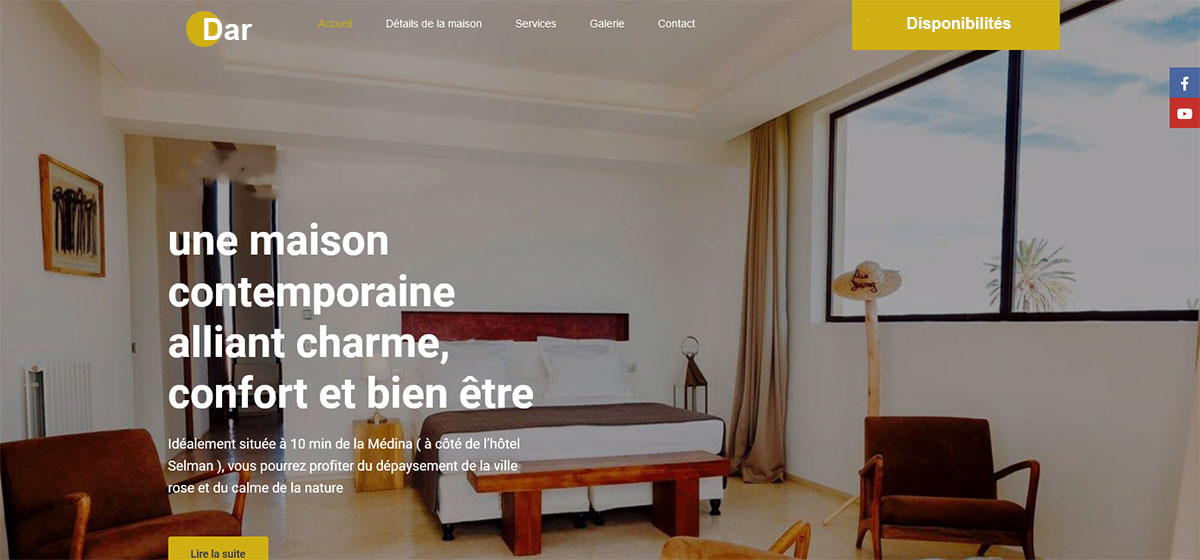 Dar
Accueil
Détails de la maison
Services
Galerie
Contact
Disponibilités
une maison
contemporaine
alliant charme,
confort et bien être
Idéalement située à 10 min de la Médina ( à côté de l’hôtel
Selman ), vous pourrez profiter du dépaysement de la ville
rose et du calme de la nature
Lire la suite